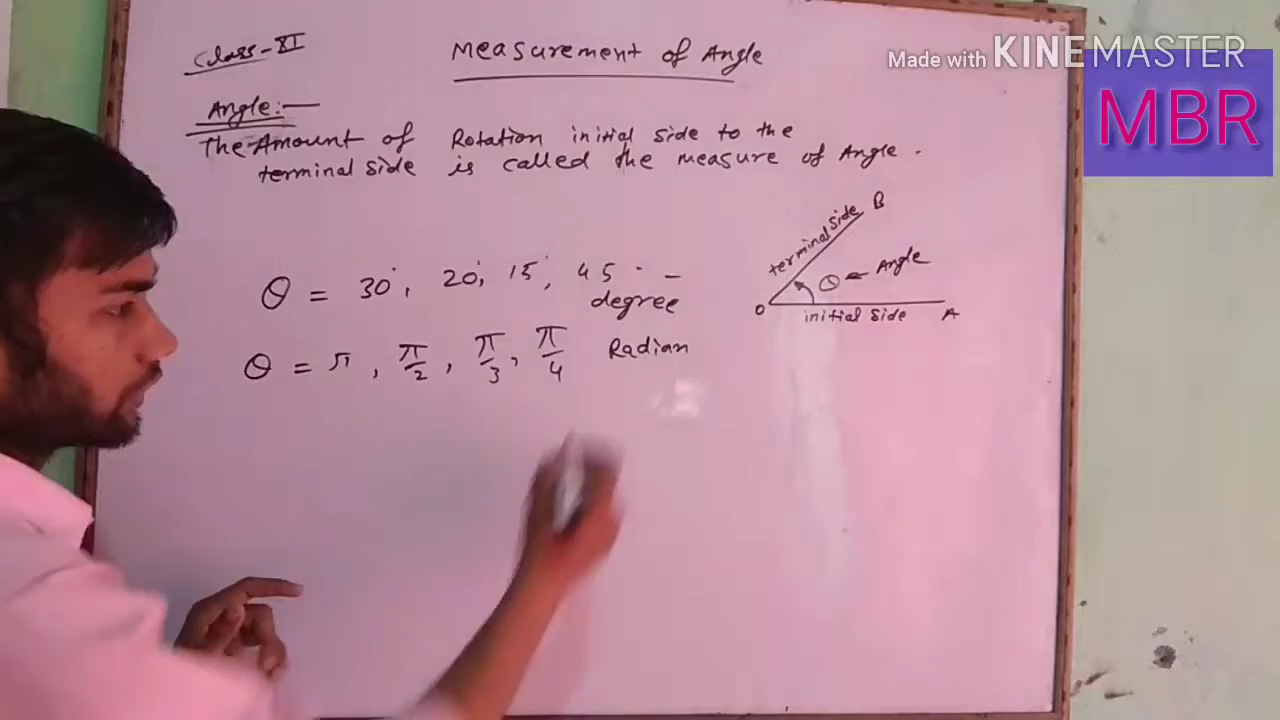 Class-XI
Measurement of Angle
Made with KINEMASTER
MBR
Angle:—
The Amount of Rotation initial side to the
terminal side is called the measure of Angle.
terminal side B
θ ← Angle
O initial side A
θ = 30°, 20°, 15°, 45° –
degree
θ = π, π/2, π/3, π/4 Radian